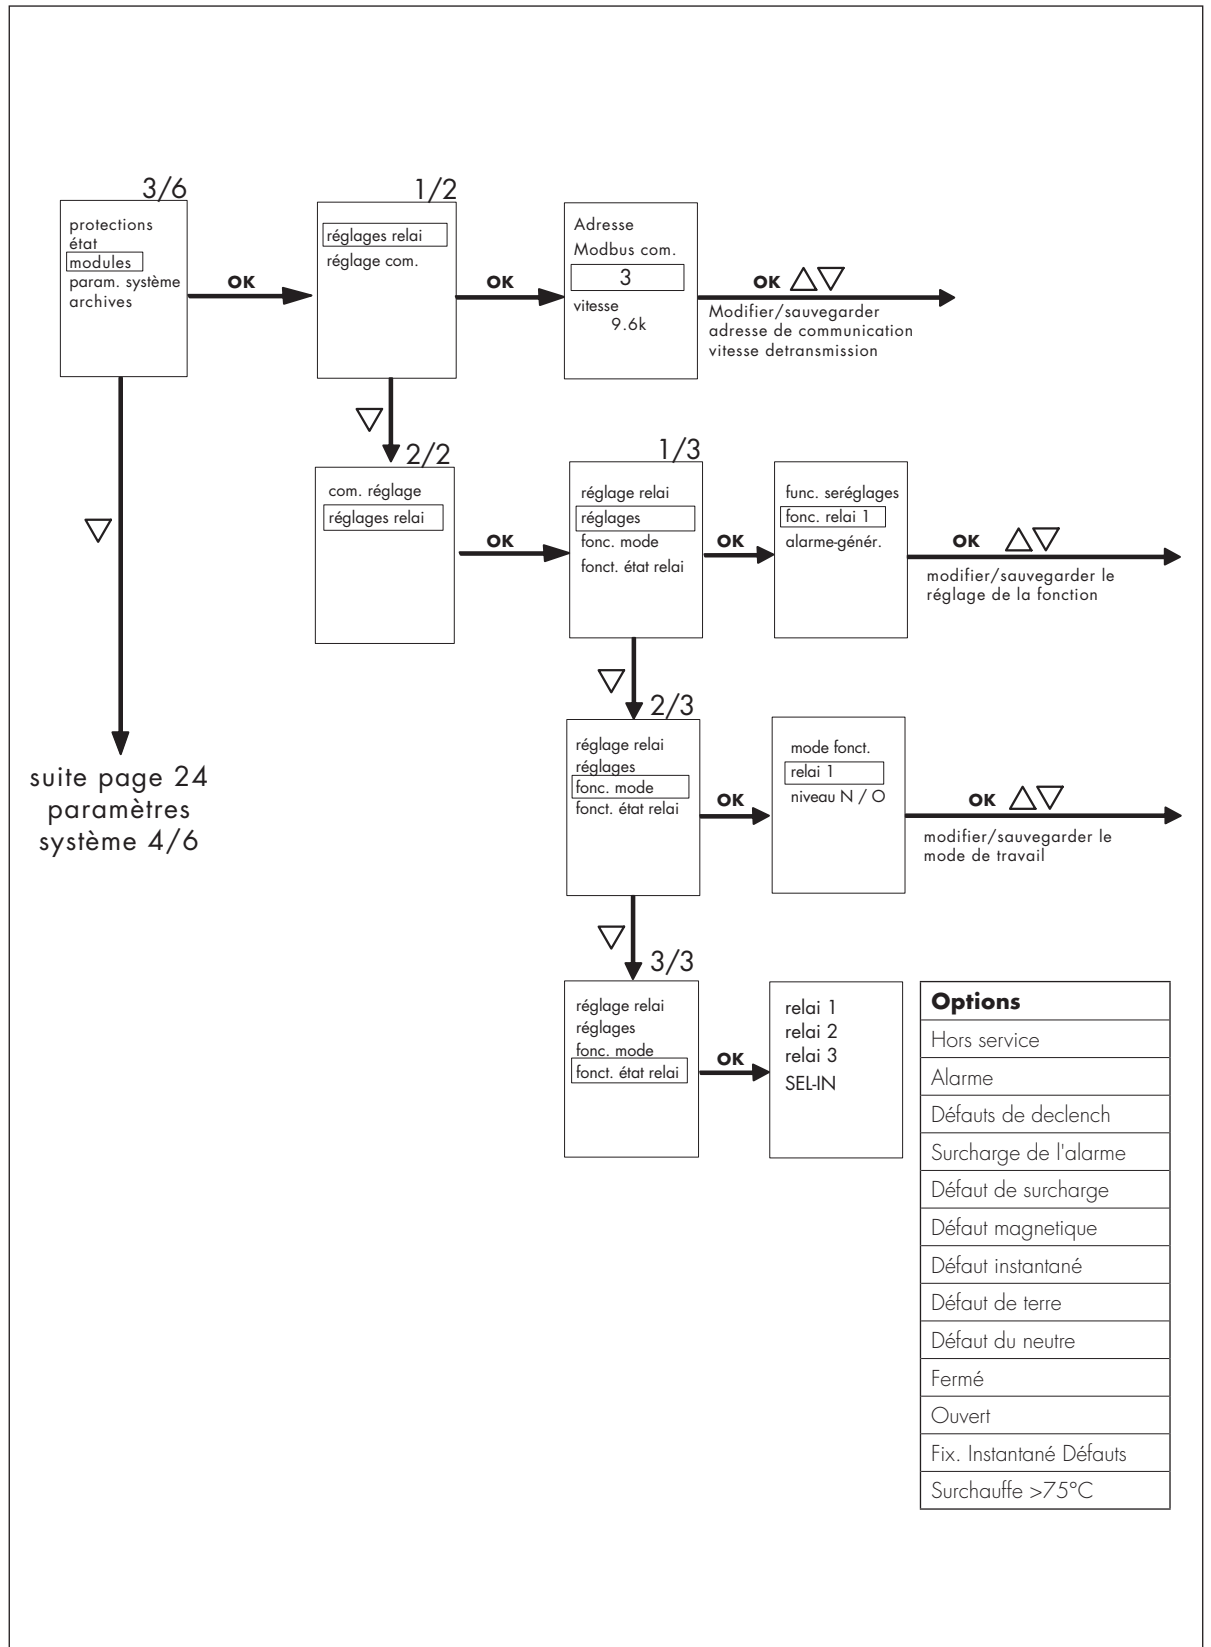 3/6
protections
état
modules
param. système
archives
OK
1/2
réglages relai
réglage com.
OK
Adresse
Modbus com.
3
vitesse
9.6k
OK
Modifier/sauvegarder
adresse de communication
vitesse detransmission
2/2
com. réglage
réglages relai
OK
1/3
réglage relai
réglages
fonc. mode
fonct. état relai
OK
func. seréglages
fonc. relai 1
alarme-génér.
OK
modifier/sauvegarder le
réglage de la fonction
suite page 24
paramètres
système 4/6
2/3
réglage relai
réglages
fonc. mode
fonct. état relai
OK
mode fonct.
relai 1
niveau N / O
OK
modifier/sauvegarder le
mode de travail
3/3
réglage relai
réglages
fonc. mode
fonct. état relai
OK
relai 1
relai 2
relai 3
SEL-IN
Options
Hors service
Alarme
Défauts de declench
Surcharge de l'alarme
Défaut de surcharge
Défaut magnetique
Défaut instantané
Défaut de terre
Défaut du neutre
Fermé
Ouvert
Fix. Instantané Défauts
Surchauffe >75°C